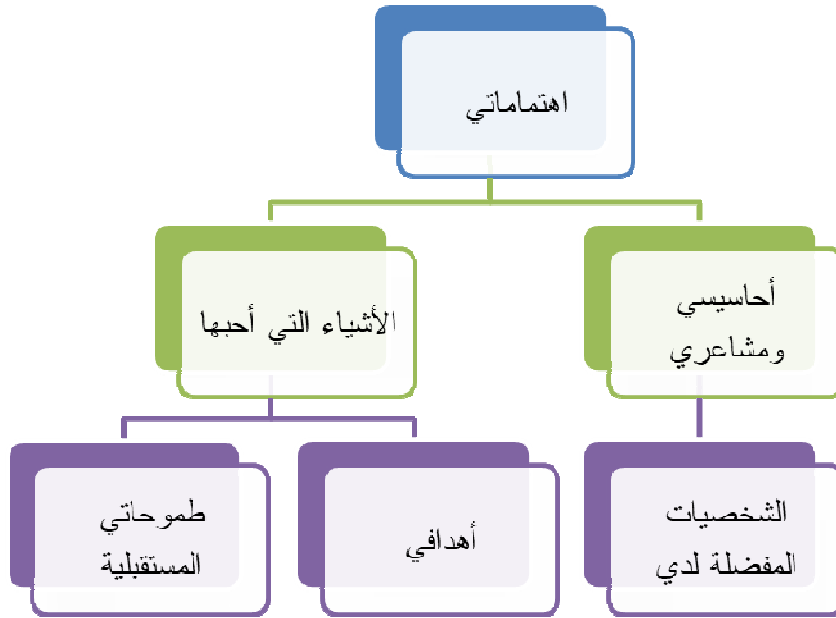 اهتماماتي
أحاسيسي
ومشاعري
الأشياء التي أحبها
الشخصيات
المفضلة لدي
أهدافي
طموحاتي
المستقبلية